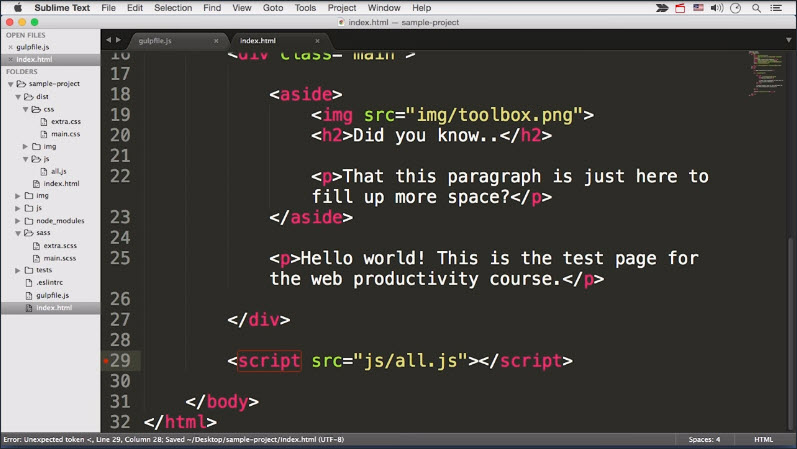 Sublime Text File Edit Selection Find View Goto Tools Project Window Help
index.html — sample-project
OPEN FILES
gulpfile.js
index.html
FOLDERS
sample-project
dist
css
extra.css
main.css
img
js
all.js
index.html
img
js
node_modules
sass
extra.scss
main.scss
tests
.eslintrc
gulpfile.js
index.html
gulpfile.js × index.html ×
16 <div class="main">
17
18 <aside>
19 <img src="img/toolbox.png">
20 <h2>Did you know..</h2>
21
22 <p>That this paragraph is just here to
fill up more space?</p>
23 </aside>
24
25 <p>Hello world! This is the test page for
the web productivity course.</p>
26
27 </div>
28
29 <script src="js/all.js"></script>
30
31 </body>
32 </html>
Error: Unexpected token <, Line 29, Column 28; Saved ~/Desktop/sample-project/index.html (UTF-8) Spaces: 4 HTML